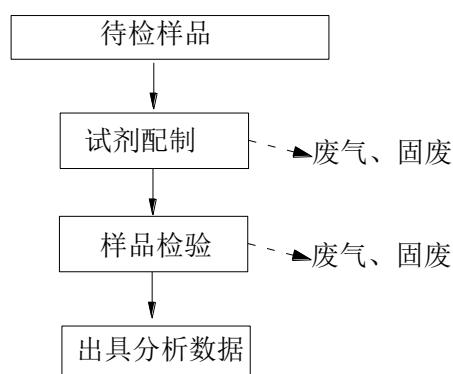 待检样品
试剂配制
废气、固废
样品检验
废气、固废
出具分析数据